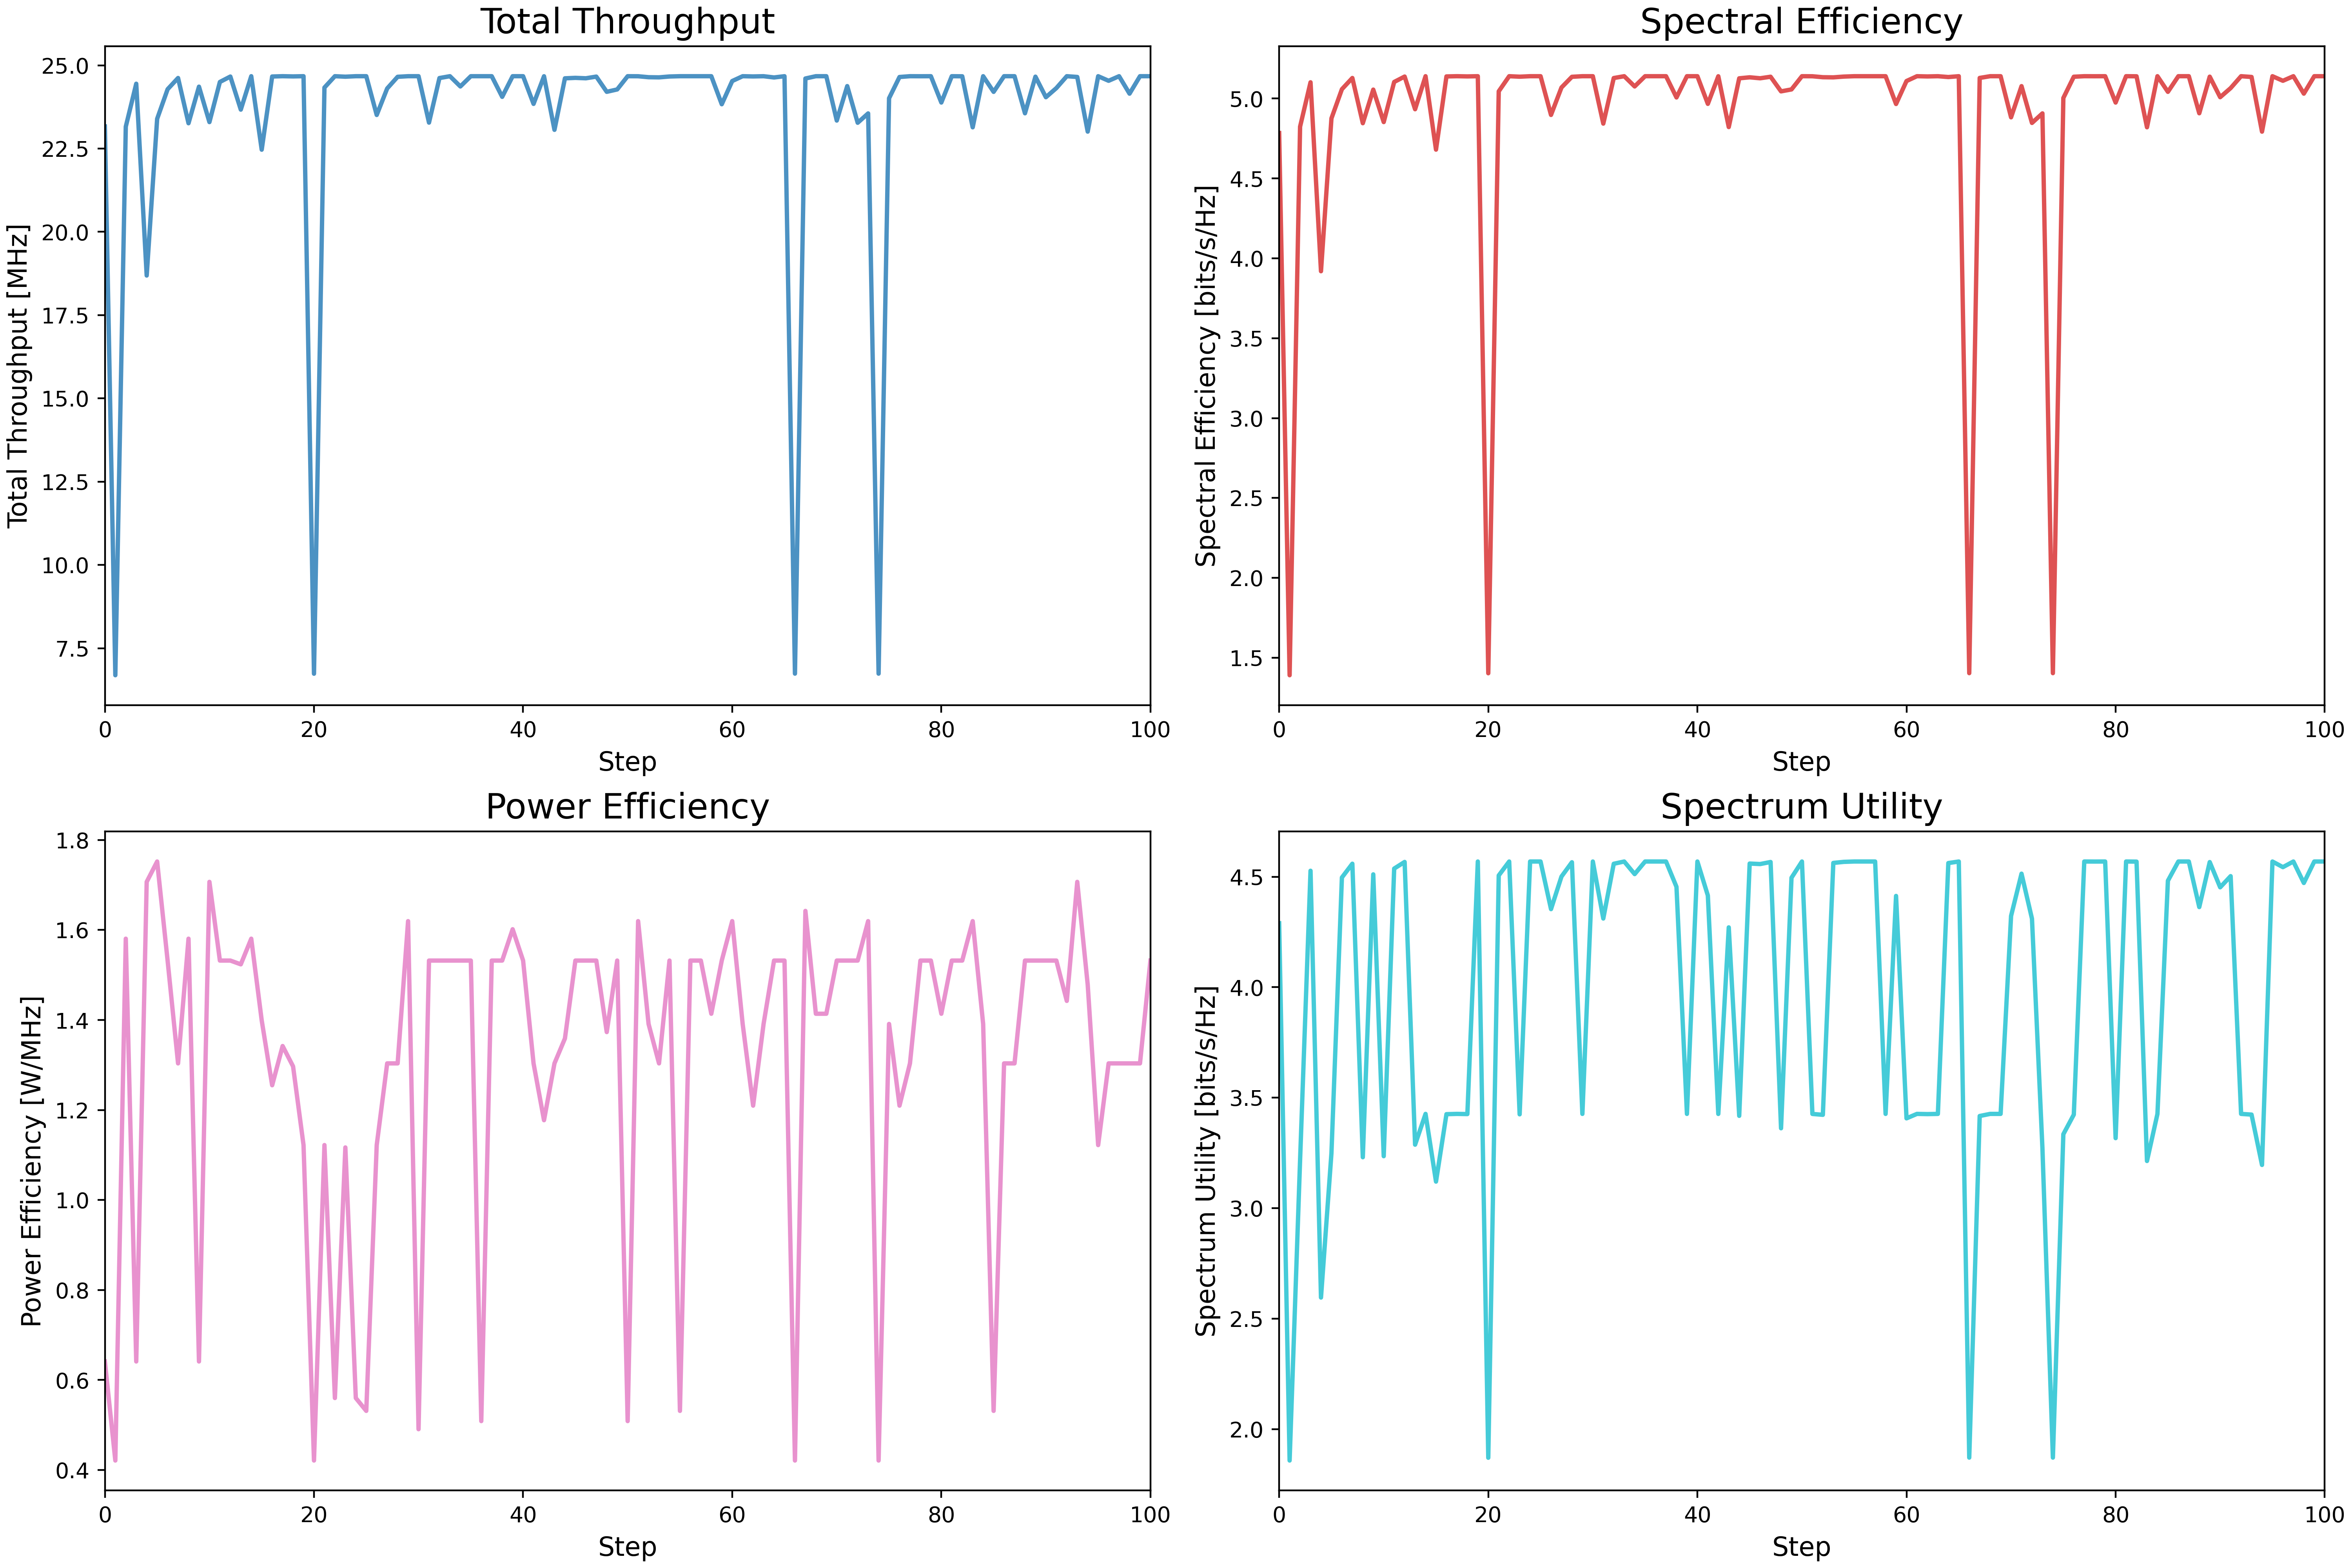 Total Throughput
Total Throughput [MHz]
25.0
22.5
20.0
17.5
15.0
12.5
10.0
7.5
0 20 40 60 80 100
Step
Spectral Efficiency
Spectral Efficiency [bits/s/Hz]
5.0
4.5
4.0
3.5
3.0
2.5
2.0
1.5
0 20 40 60 80 100
Step
Power Efficiency
Power Efficiency [W/MHz]
1.8
1.6
1.4
1.2
1.0
0.8
0.6
0.4
0 20 40 60 80 100
Step
Spectrum Utility
Spectrum Utility [bits/s/Hz]
4.5
4.0
3.5
3.0
2.5
2.0
0 20 40 60 80 100
Step